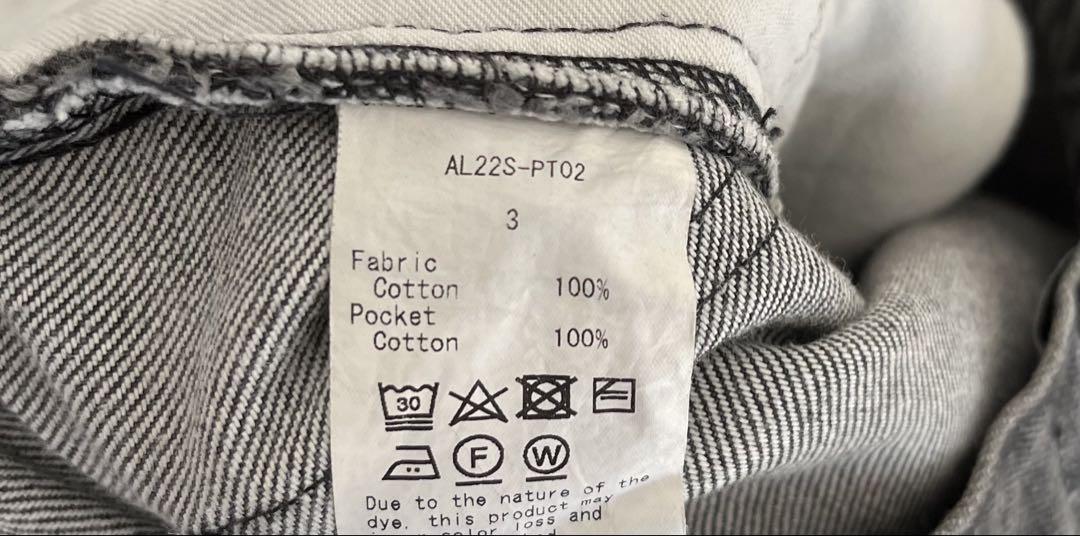 AL22S-PT02
3
Fabric
Cotton 100%
Pocket
Cotton 100%
30
F W
Due to the nature of the
dye, this product may
color loss and